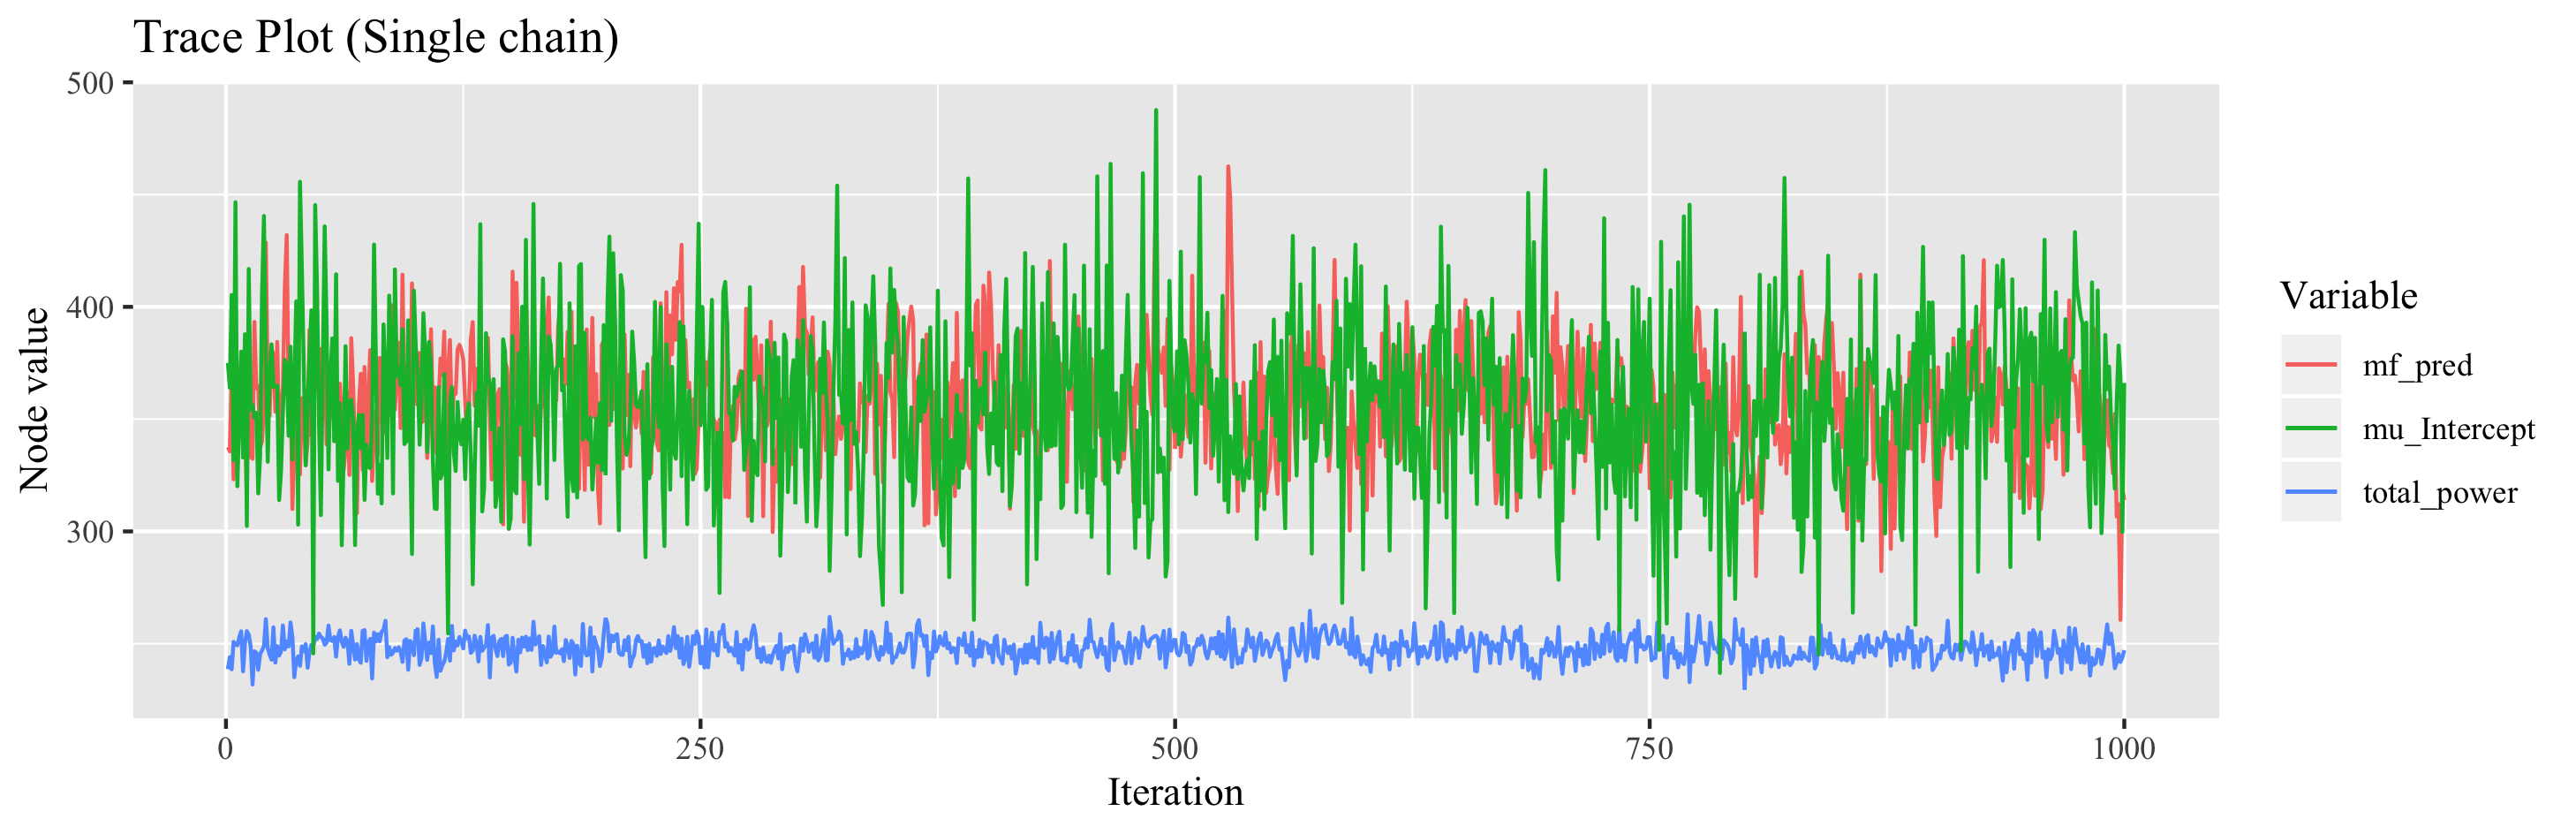 Trace Plot (Single chain)
500
400
300
Node value
0 250 500 750 1000
Iteration
Variable
mf_pred
mu_Intercept
total_power